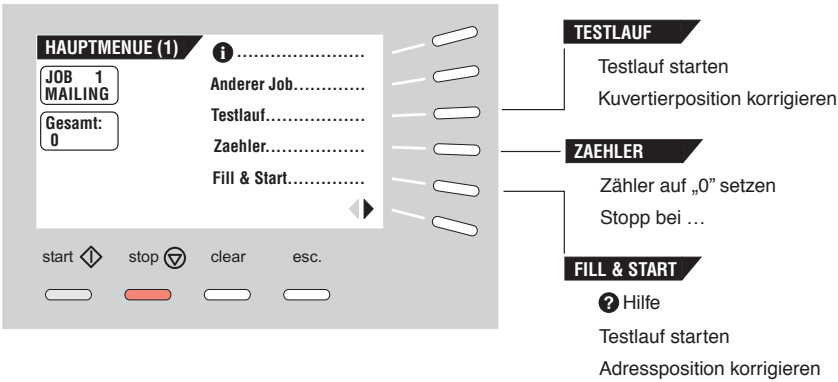 HAUPTMENUE (1)
JOB 1
MAILING
Gesamt:
0
i ......................
Anderer Job.............
Testlauf..................
Zaehler..................
Fill & Start..............
start
stop
clear
esc.
TESTLAUF
Testlauf starten
Kuvertierposition korrigieren
ZAEHLER
Zähler auf „0” setzen
Stopp bei …
FILL & START
? Hilfe
Testlauf starten
Adressposition korrigieren